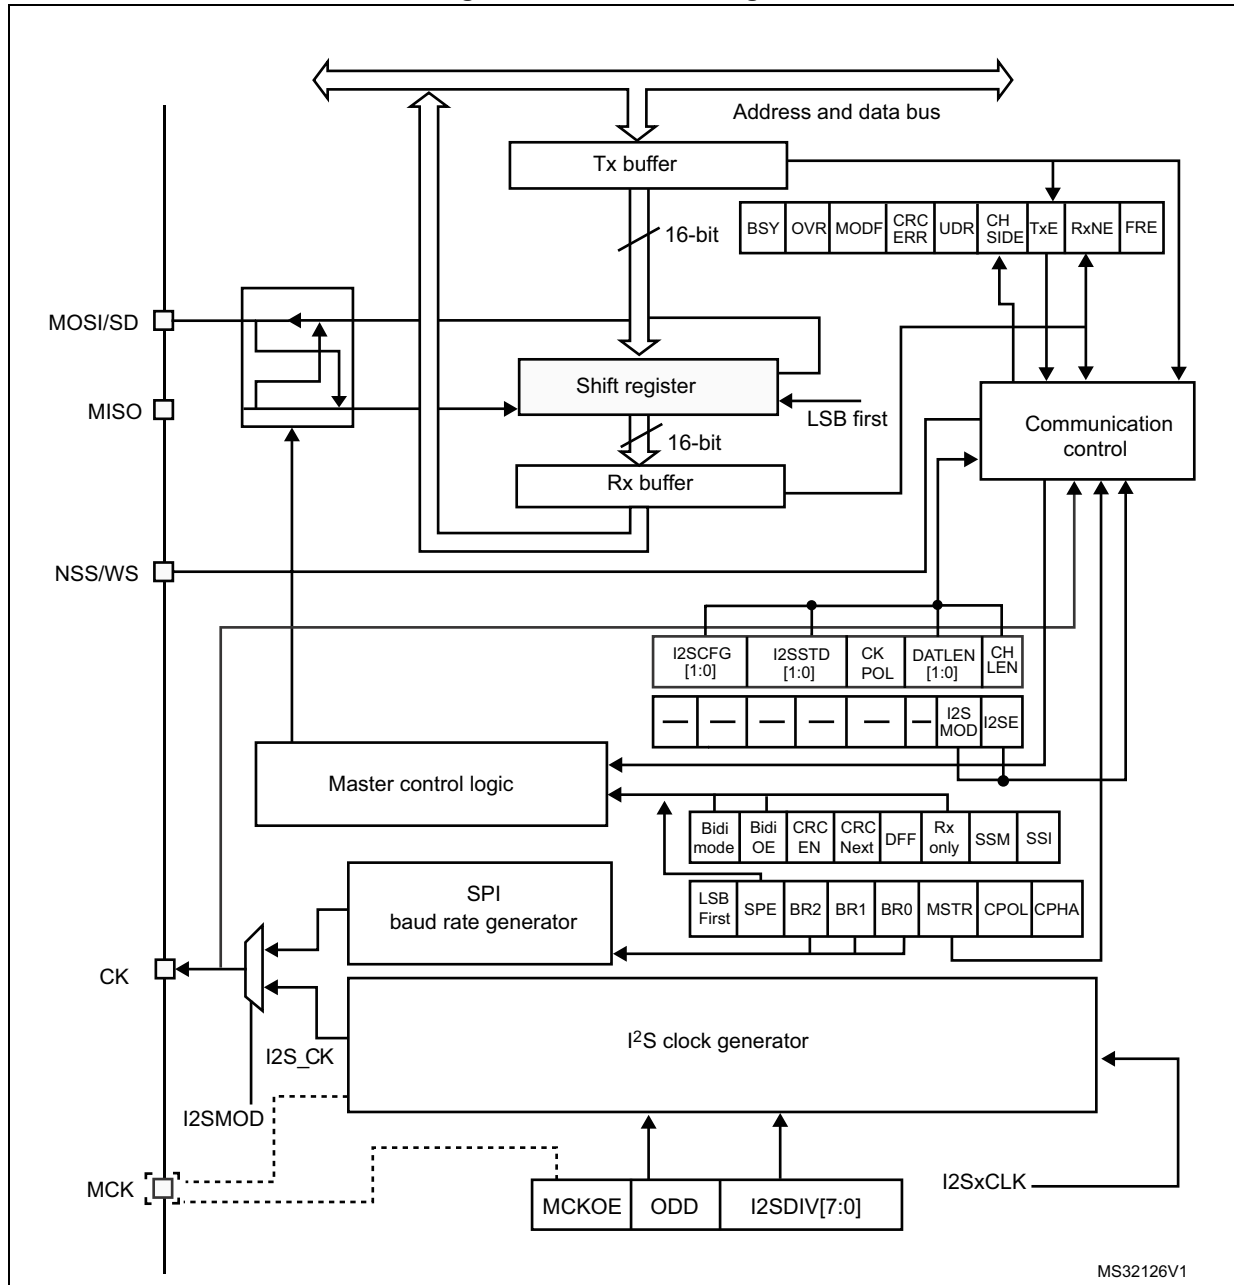 Address and data bus
Tx buffer
16-bit
BSY OVR MODF CRC ERR UDR CH SIDE TxE RxNE FRE
MOSI/SD
Shift register
MISO
LSB first
Communication
control
16-bit
Rx buffer
NSS/WS
I2SCFG [1:0] I2SSTD [1:0] CK POL DATLEN [1:0] CH LEN
— — — — — — I2S MOD I2SE
Master control logic
Bidi mode Bidi OE CRC EN CRC Next DFF Rx only SSM SSI
SPI
baud rate generator
LSB First SPE BR2 BR1 BR0 MSTR CPOL CPHA
CK
I²S clock generator
I2S_CK
I2SMOD
MCK
I2SxCLK
MCKOE ODD I2SDIV[7:0]
MS32126V1